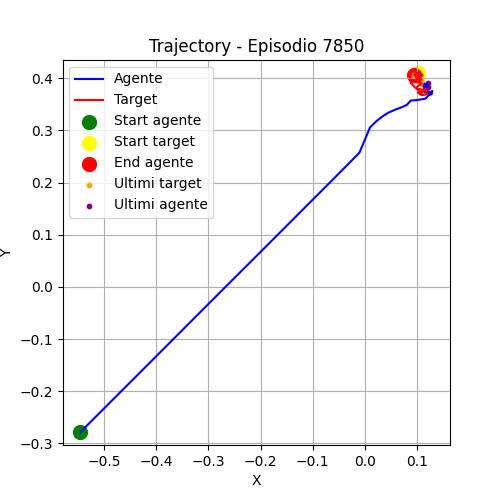 Trajectory - Episodio 7850
Agente
Target
Start agente
Start target
End agente
Ultimi target
Ultimi agente
0.4
0.3
0.2
0.1
0.0
−0.1
−0.2
−0.3
Y
−0.5
−0.4
−0.3
−0.2
−0.1
0.0
0.1
X